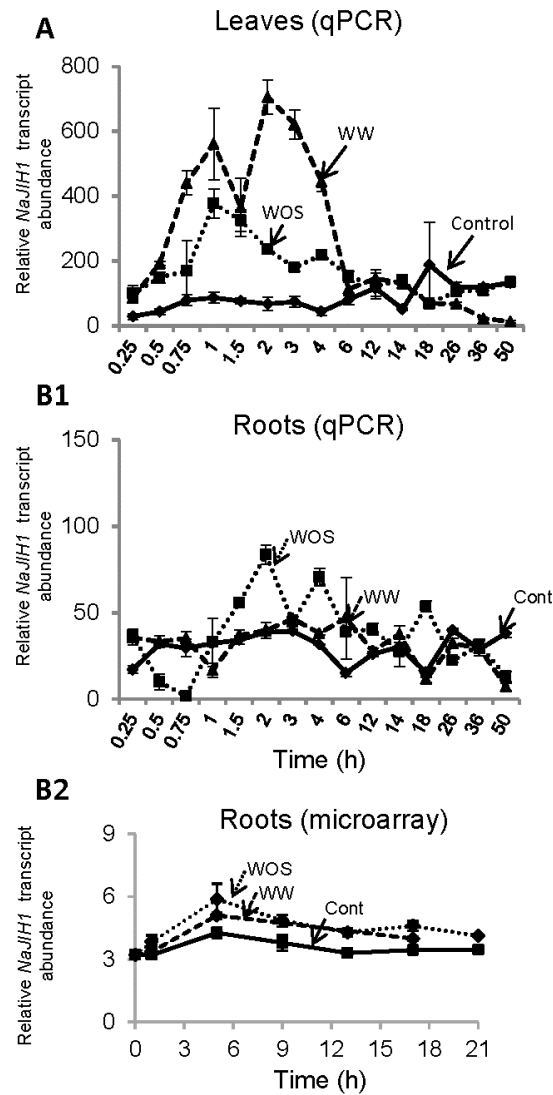 A
Leaves (qPCR)
Relative NaJIH1 transcript
abundance
800
600
400
200
0
WW
WOS
Control
0.25 0.5 0.75 1 1.5 2 3 4 6 12 14 18 26 36 50
B1
Roots (qPCR)
Relative NaJIH1 transcript
abundance
150
100
50
0
WOS
WW
Cont
0.25 0.5 0.75 1 1.5 2 3 4 6 12 14 18 26 36 50
Time (h)
B2
Roots (microarray)
Relative NaJIH1 transcript
abundance
9
6
3
0
WOS
WW
Cont
0 3 6 9 12 15 18 21
Time (h)